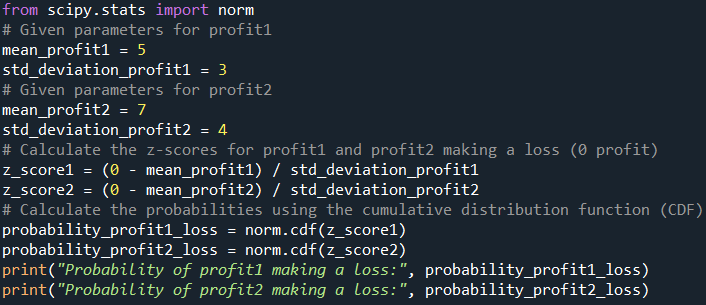 from scipy.stats import norm
# Given parameters for profit1
mean_profit1 = 5
std_deviation_profit1 = 3
# Given parameters for profit2
mean_profit2 = 7
std_deviation_profit2 = 4
# Calculate the z-scores for profit1 and profit2 making a loss (0 profit)
z_score1 = (0 - mean_profit1) / std_deviation_profit1
z_score2 = (0 - mean_profit2) / std_deviation_profit2
# Calculate the probabilities using the cumulative distribution function (CDF)
probability_profit1_loss = norm.cdf(z_score1)
probability_profit2_loss = norm.cdf(z_score2)
print("Probability of profit1 making a loss:", probability_profit1_loss)
print("Probability of profit2 making a loss:", probability_profit2_loss)